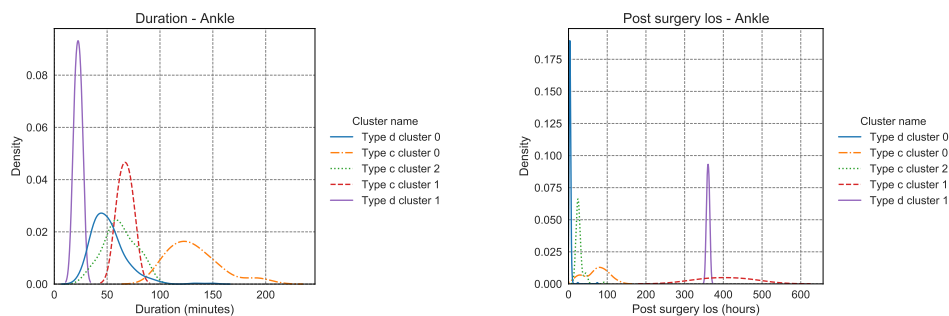 Duration - Ankle
0.08
0.06
0.04
0.02
0.00
Density
0
50
100
150
200
Duration (minutes)
Cluster name
Type d cluster 0
Type c cluster 0
Type c cluster 2
Type c cluster 1
Type d cluster 1
Post surgery los - Ankle
0.175
0.150
0.125
0.100
0.075
0.050
0.025
0.000
Density
0
100
200
300
400
500
600
Post surgery los (hours)
Cluster name
Type d cluster 0
Type c cluster 0
Type c cluster 2
Type c cluster 1
Type d cluster 1